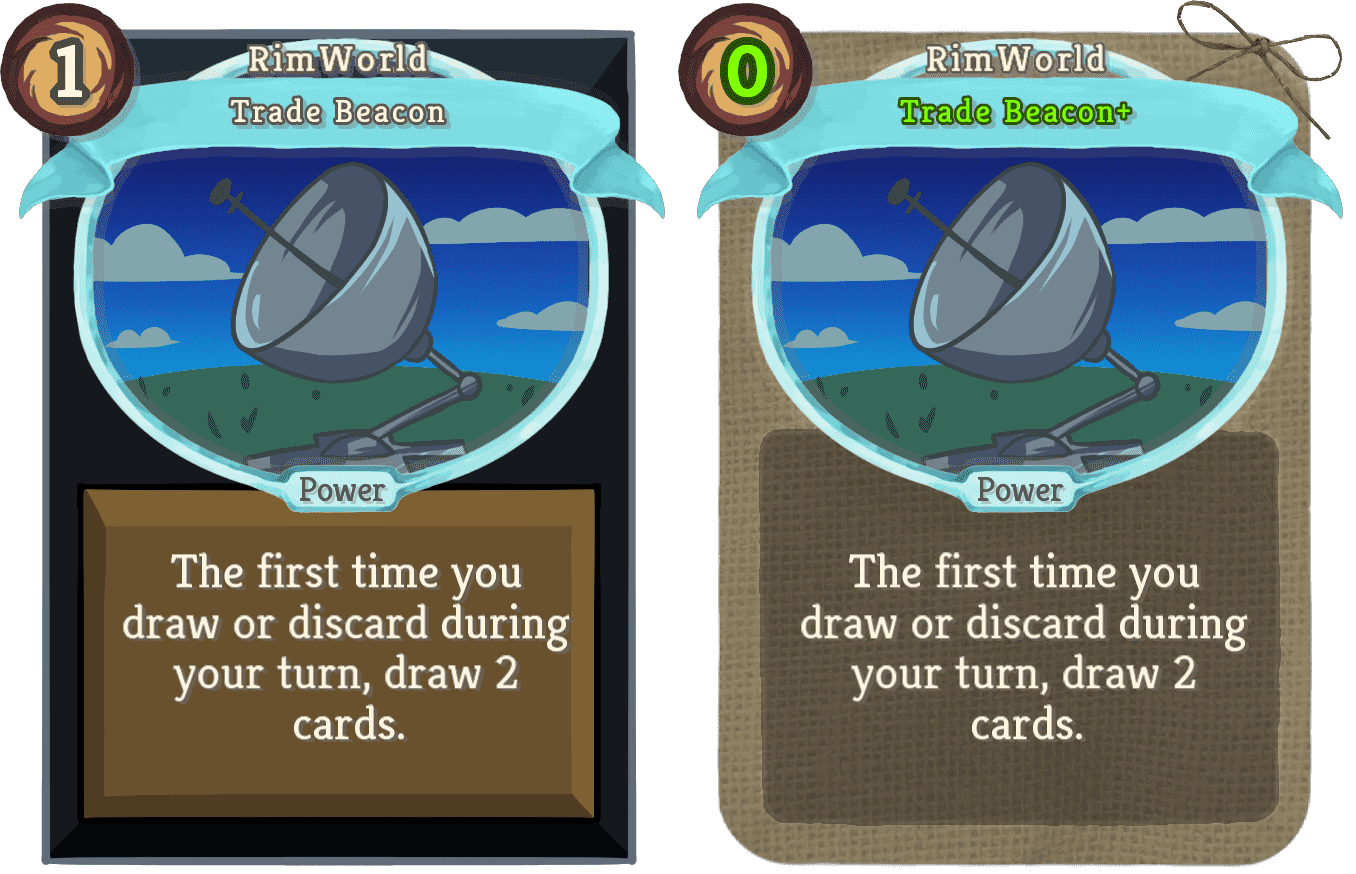 1
RimWorld
Trade Beacon
Power
The first time you
draw or discard during
your turn, draw 2
cards.
0
RimWorld
Trade Beacon+
Power
The first time you
draw or discard during
your turn, draw 2
cards.